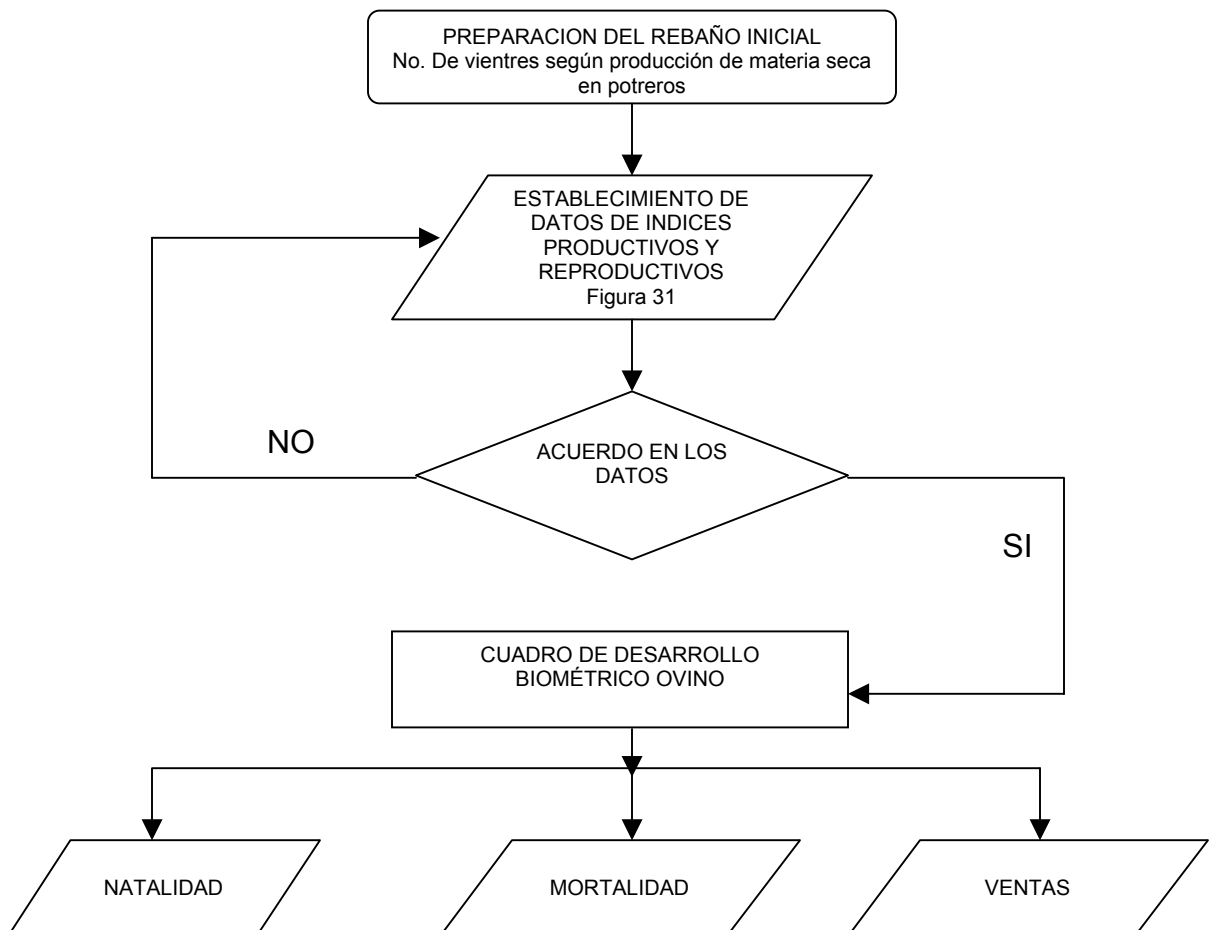 PREPARACION DEL REBAÑO INICIAL
No. De vientres según producción de materia seca
en potreros
ESTABLECIMIENTO DE
DATOS DE INDICES
PRODUCTIVOS Y
REPRODUCTIVOS
Figura 31
NO
ACUERDO EN LOS
DATOS
SI
CUADRO DE DESARROLLO
BIOMÉTRICO OVINO
NATALIDAD
MORTALIDAD
VENTAS